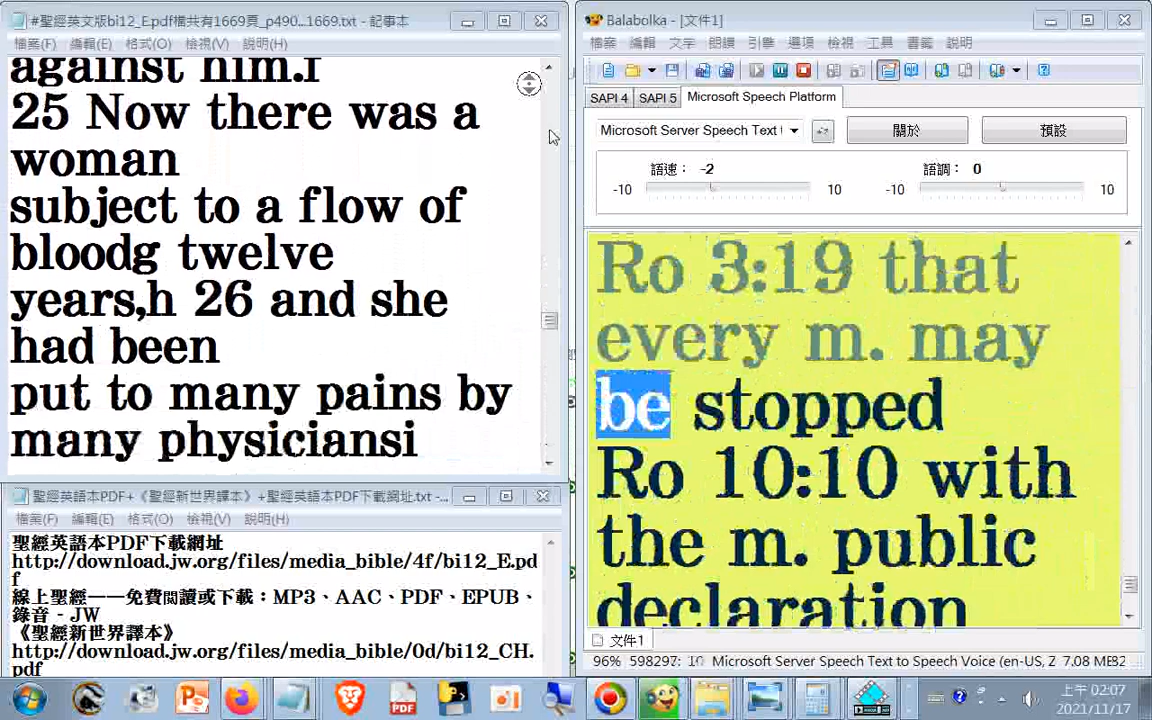 #聖經英文版bi12_E.pdf橫共有1669頁_p490...1669.txt - 記事本
檔案(F) 編輯(E) 格式(O) 檢視(V) 說明(H)
against him.f
25 Now there was a
woman
subject to a flow of
bloodg twelve
years,h 26 and she
had been
put to many pains by
many physiciansi
聖經英語本PDF+《聖經新世界譯本》+聖經英語本PDF下載網址.txt - ...
檔案(F) 編輯(E) 格式(O) 檢視(V) 說明(H)
聖經英語本PDF下載網址
http://download.jw.org/files/media_bible/4f/bi12_E.pd
f
線上聖經——免費閱讀或下載：MP3、AAC、PDF、EPUB、
錄音 - JW
《聖經新世界譯本》
http://download.jw.org/files/media_bible/0d/bi12_CH.
pdf
Balabolka - [文件1]
檔案 編輯 文字 朗讀 引擎 選項 檢視 工具 書籤 說明
SAPI 4 SAPI 5 Microsoft Speech Platform
Microsoft Server Speech Text 關於 預設
語速： -2 語調： 0
-10 10 -10 10
Ro 3:19 that
every m. may
be stopped
Ro 10:10 with
the m. public
declaration
文件1
96% 598297: 10 Microsoft Server Speech Text to Speech Voice (en-US, Z 7.08 MB
上午 02:07
2021/11/17